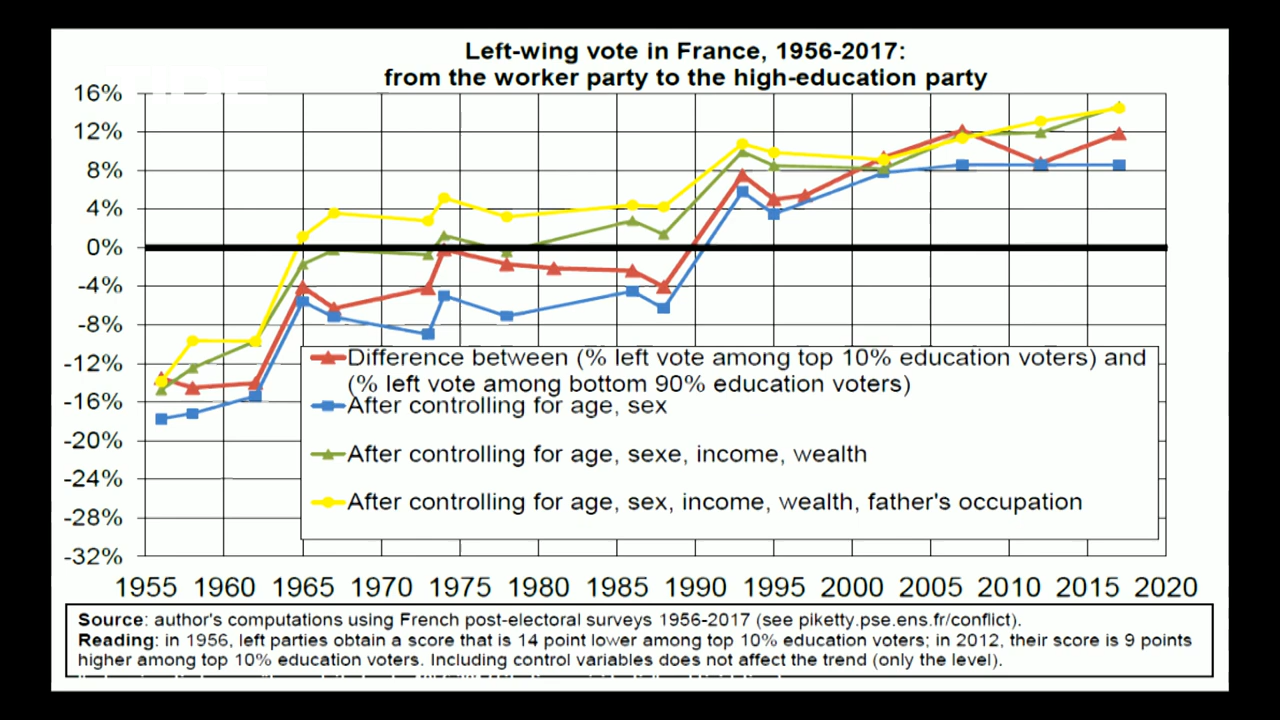 Left-wing vote in France, 1956-2017:
from the worker party to the high-education party
16%
12%
8%
4%
0%
-4%
-8%
-12%
-16%
-20%
-24%
-28%
-32%
Difference between (% left vote among top 10% education voters) and
(% left vote among bottom 90% education voters)
After controlling for age, sex
After controlling for age, sexe, income, wealth
After controlling for age, sex, income, wealth, father's occupation
1955 1960 1965 1970 1975 1980 1985 1990 1995 2000 2005 2010 2015 2020
Source: author's computations using French post-electoral surveys 1956-2017 (see piketty.pse.ens.fr/conflict).
Reading: in 1956, left parties obtain a score that is 14 point lower among top 10% education voters; in 2012, their score is 9 points
higher among top 10% education voters. Including control variables does not affect the trend (only the level).